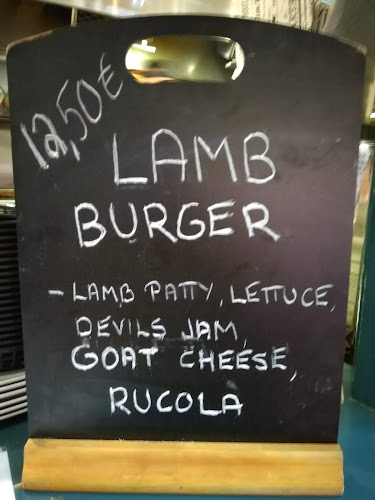 12,50€
LAMB
BURGER
- LAMB PATTY, LETTUCE,
DEVILS JAM,
GOAT CHEESE,
RUCOLA